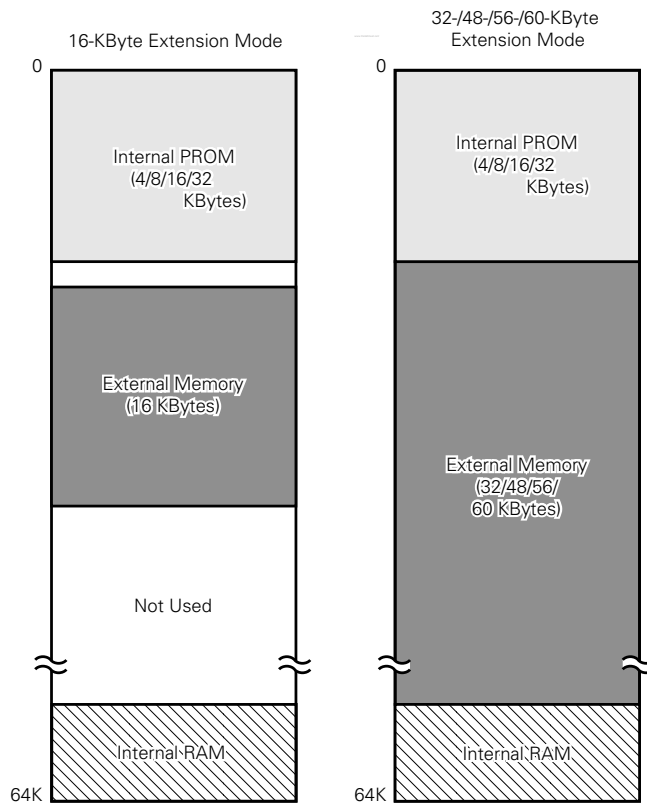 16-KByte Extension Mode
0
Internal PROM
(4/8/16/32
KBytes)
External Memory
(16 KBytes)
Not Used
Internal RAM
64K
32-/48-/56-/60-KByte
Extension Mode
0
Internal PROM
(4/8/16/32
KBytes)
External Memory
(32/48/56/
60 KBytes)
Internal RAM
64K